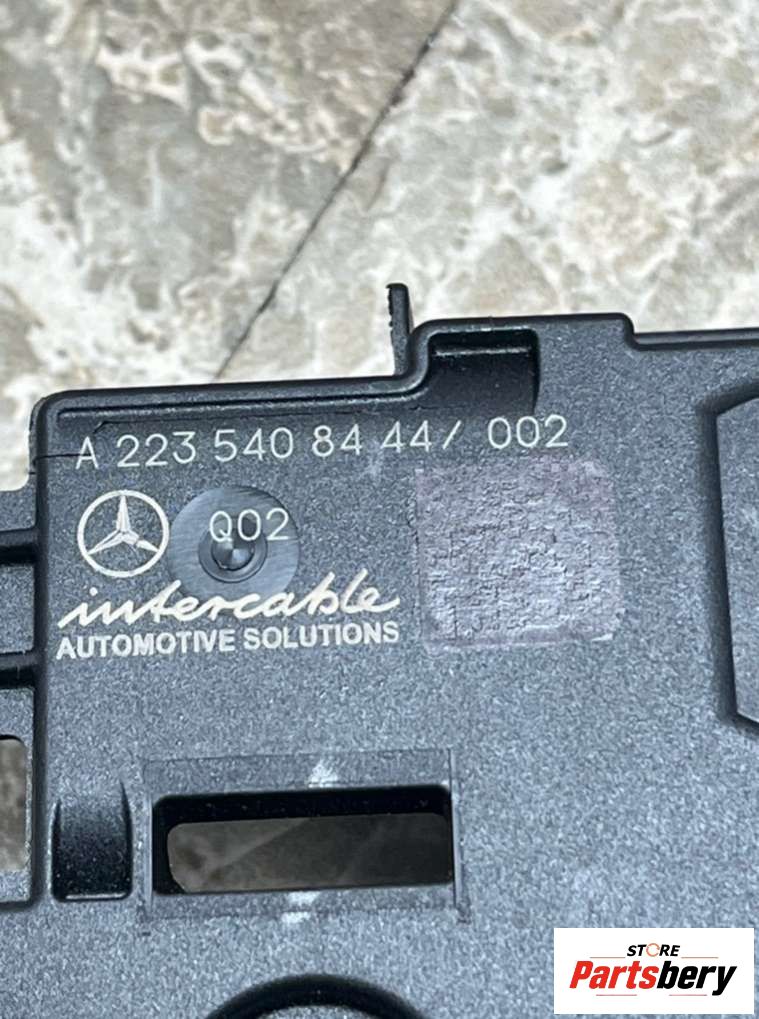 A 223 540 84 44/ 002
Q02
intercable
AUTOMOTIVE SOLUTIONS
STORE
Partsbery